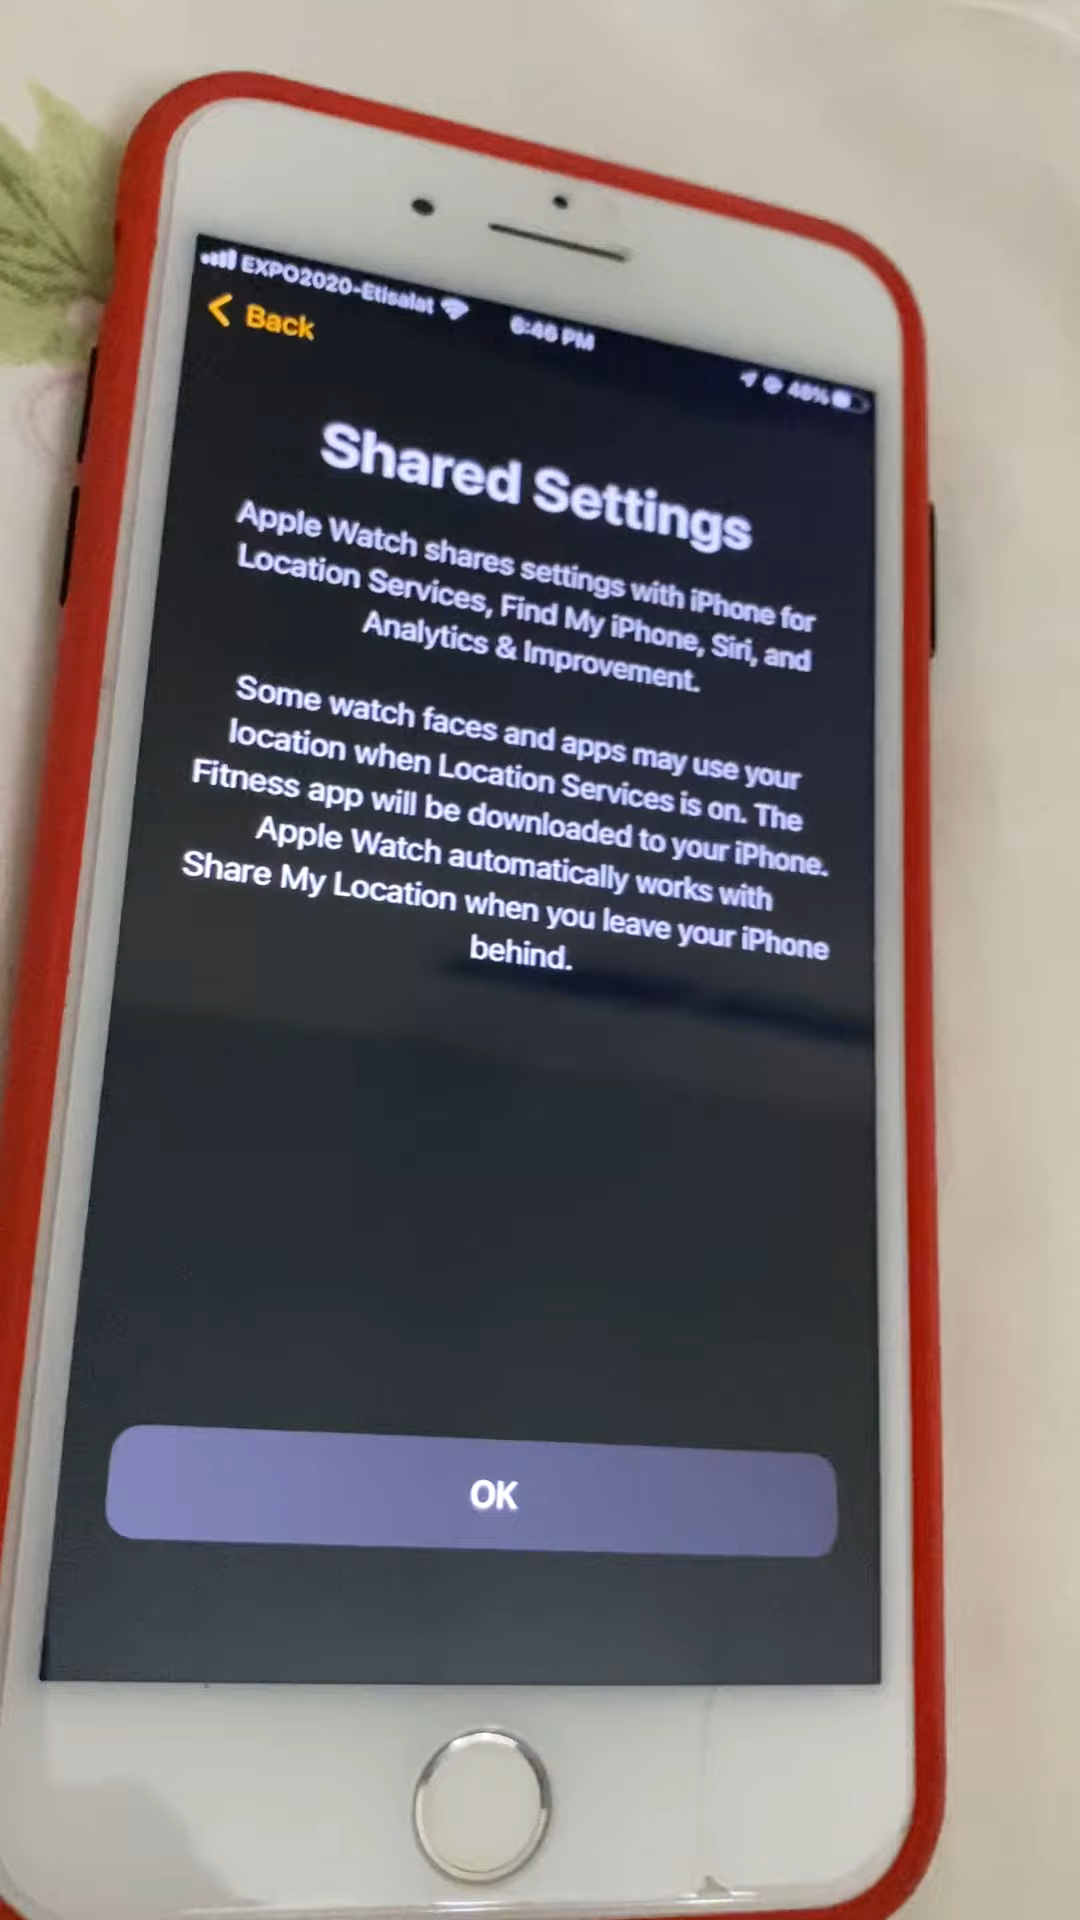 EXPO2020-Etisalat
6:46 PM
46%
Back
Shared Settings
Apple Watch shares settings with iPhone for
Location Services, Find My iPhone, Siri, and
Analytics & Improvement.
Some watch faces and apps may use your
location when Location Services is on. The
Fitness app will be downloaded to your iPhone.
Apple Watch automatically works with
Share My Location when you leave your iPhone
behind.
OK